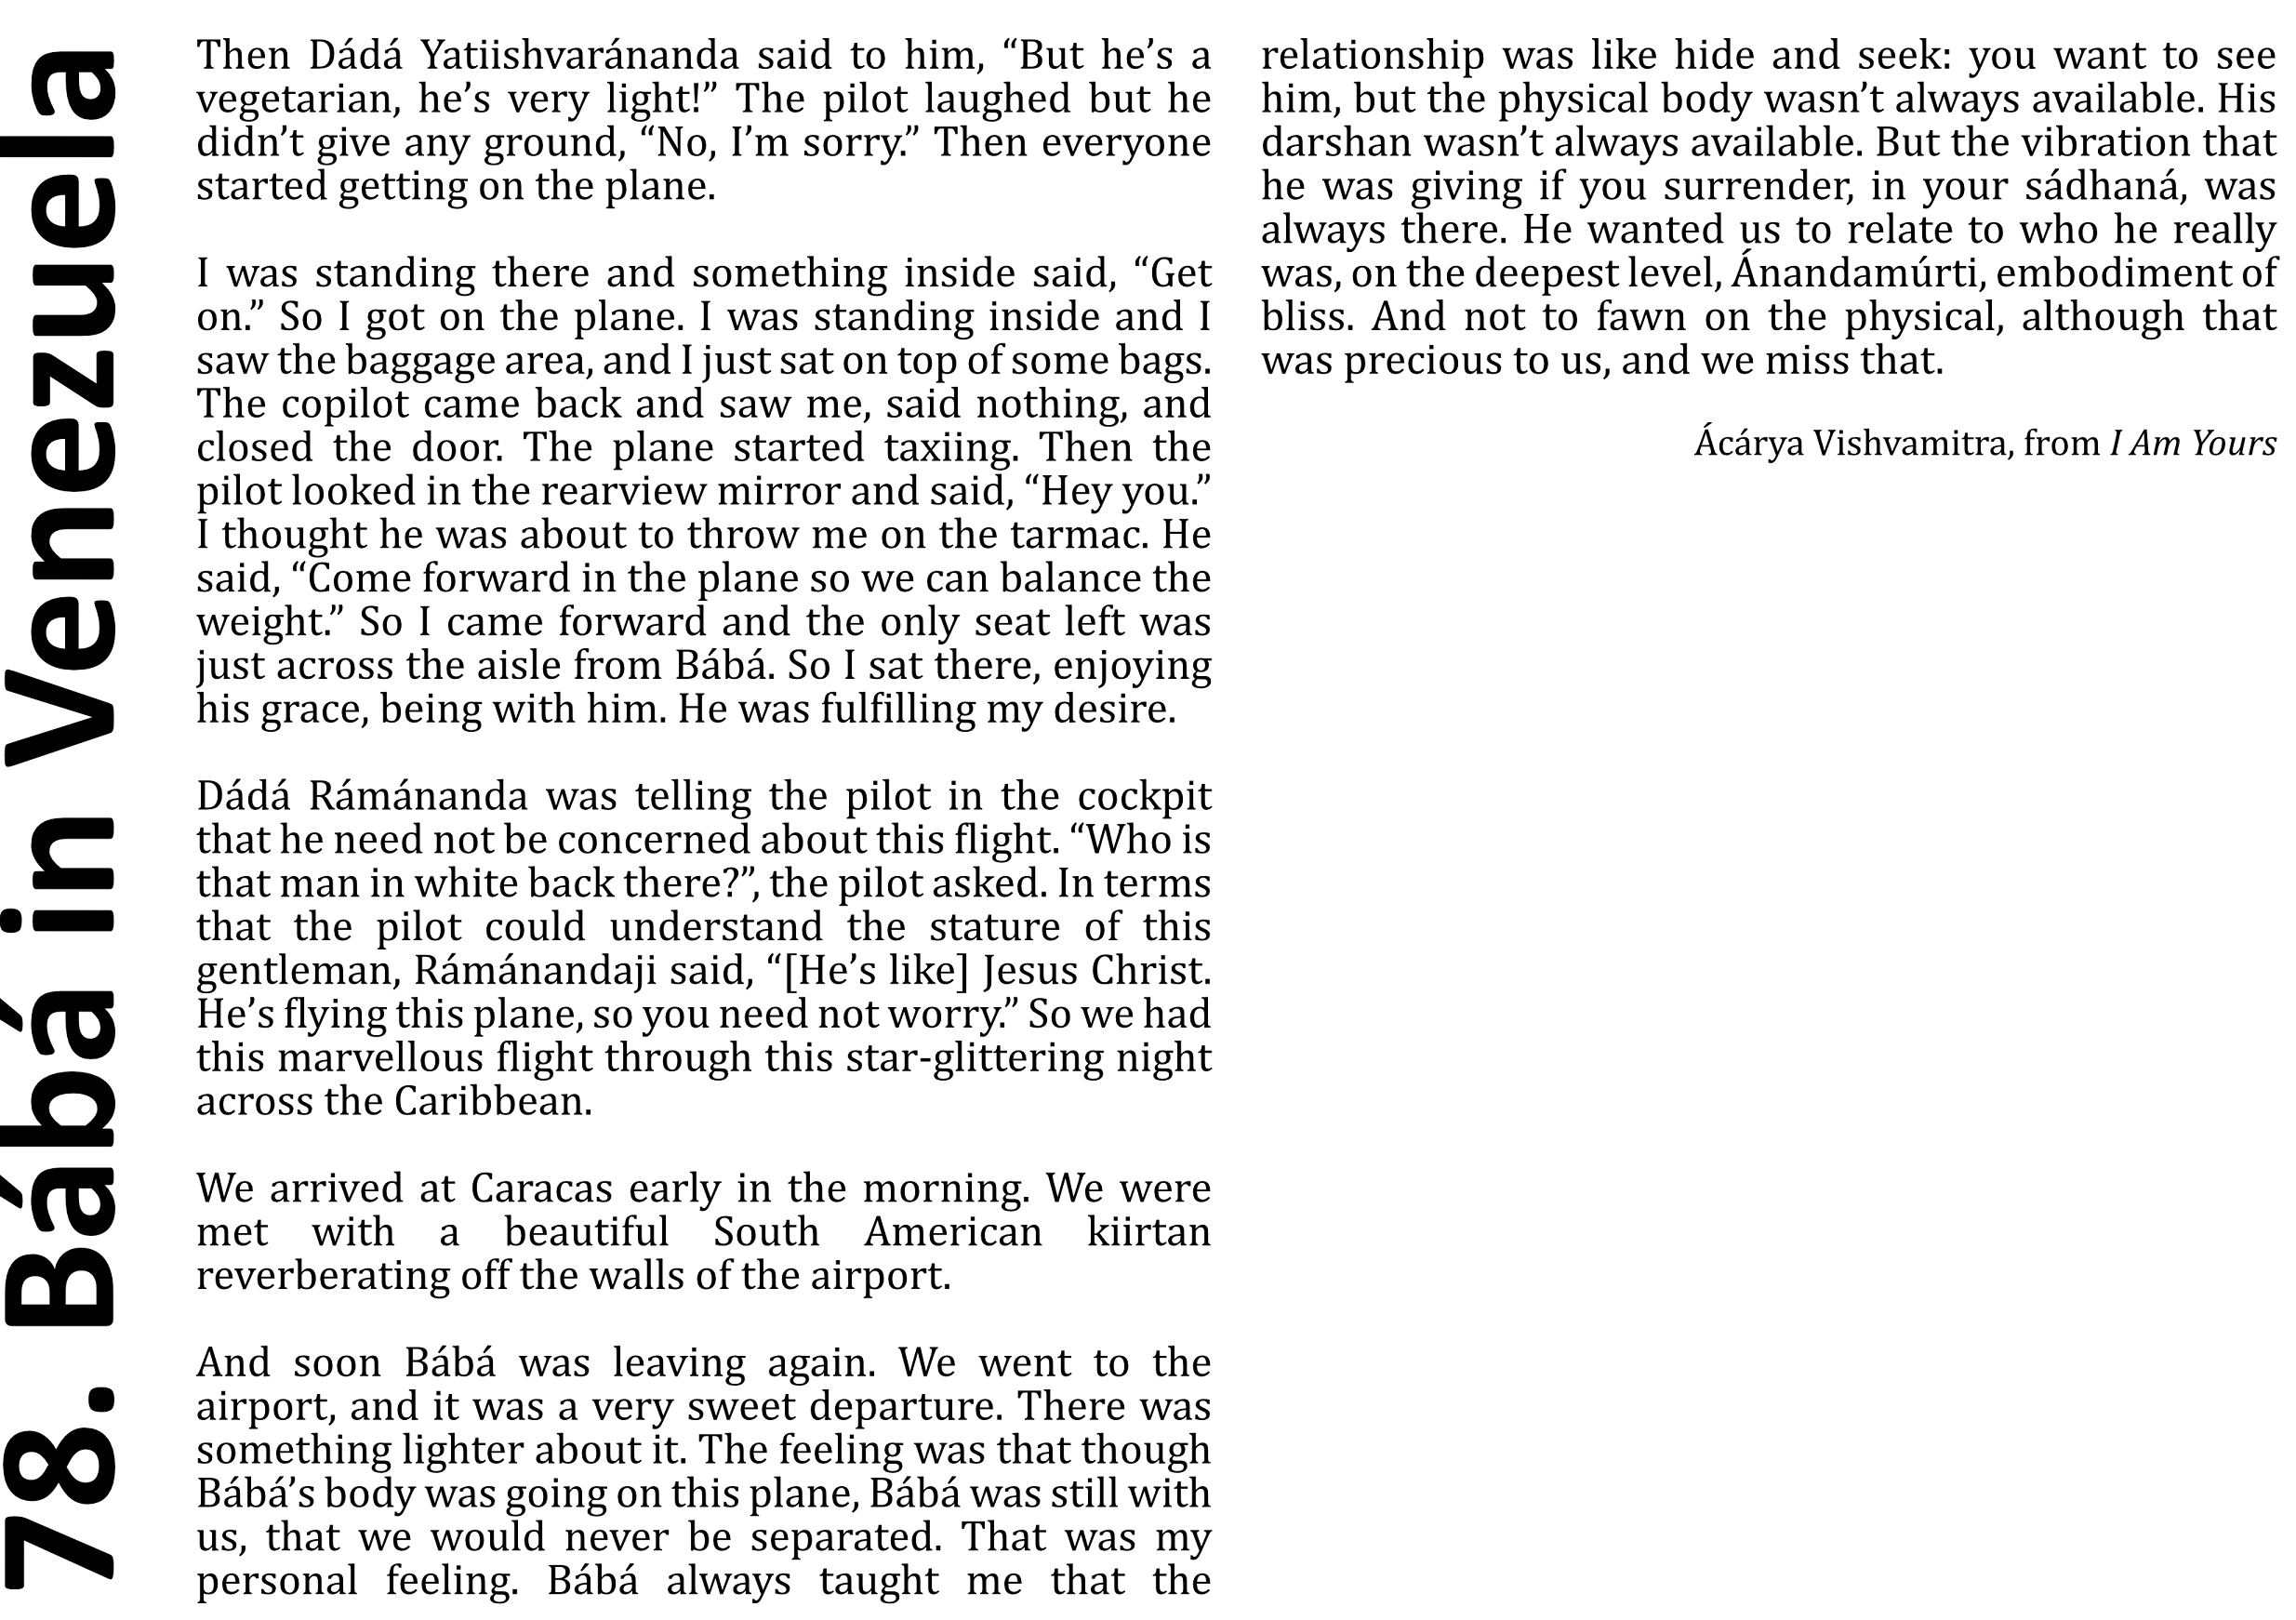 78. Bábá in Venezuela
Then Dádá Yatiishvaránanda said to him, “But he’s a
vegetarian, he’s very light!” The pilot laughed but he
didn’t give any ground, “No, I’m sorry.” Then everyone
started getting on the plane.
I was standing there and something inside said, “Get
on.” So I got on the plane. I was standing inside and I
saw the baggage area, and I just sat on top of some bags.
The copilot came back and saw me, said nothing, and
closed the door. The plane started taxiing. Then the
pilot looked in the rearview mirror and said, “Hey you.”
I thought he was about to throw me on the tarmac. He
said, “Come forward in the plane so we can balance the
weight.” So I came forward and the only seat left was
just across the aisle from Bábá. So I sat there, enjoying
his grace, being with him. He was fulfilling my desire.
Dádá Rámánanda was telling the pilot in the cockpit
that he need not be concerned about this flight. “Who is
that man in white back there?”, the pilot asked. In terms
that the pilot could understand the stature of this
gentleman, Rámánandaji said, “[He’s like] Jesus Christ.
He’s flying this plane, so you need not worry.” So we had
this marvellous flight through this star-glittering night
across the Caribbean.
We arrived at Caracas early in the morning. We were
met with a beautiful South American kiirtan
reverberating off the walls of the airport.
And soon Bábá was leaving again. We went to the
airport, and it was a very sweet departure. There was
something lighter about it. The feeling was that though
Bábá’s body was going on this plane, Bábá was still with
us, that we would never be separated. That was my
personal feeling. Bábá always taught me that the
relationship was like hide and seek: you want to see
him, but the physical body wasn’t always available. His
darshan wasn’t always available. But the vibration that
he was giving if you surrender, in your sádhaná, was
always there. He wanted us to relate to who he really
was, on the deepest level, Ánandamúrti, embodiment of
bliss. And not to fawn on the physical, although that
was precious to us, and we miss that.
Ácárya Vishvamitra, from I Am Yours